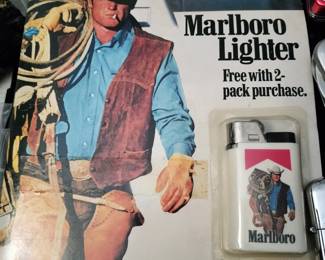 Marlboro
Lighter
Free with 2-
pack purchase.
Marlboro